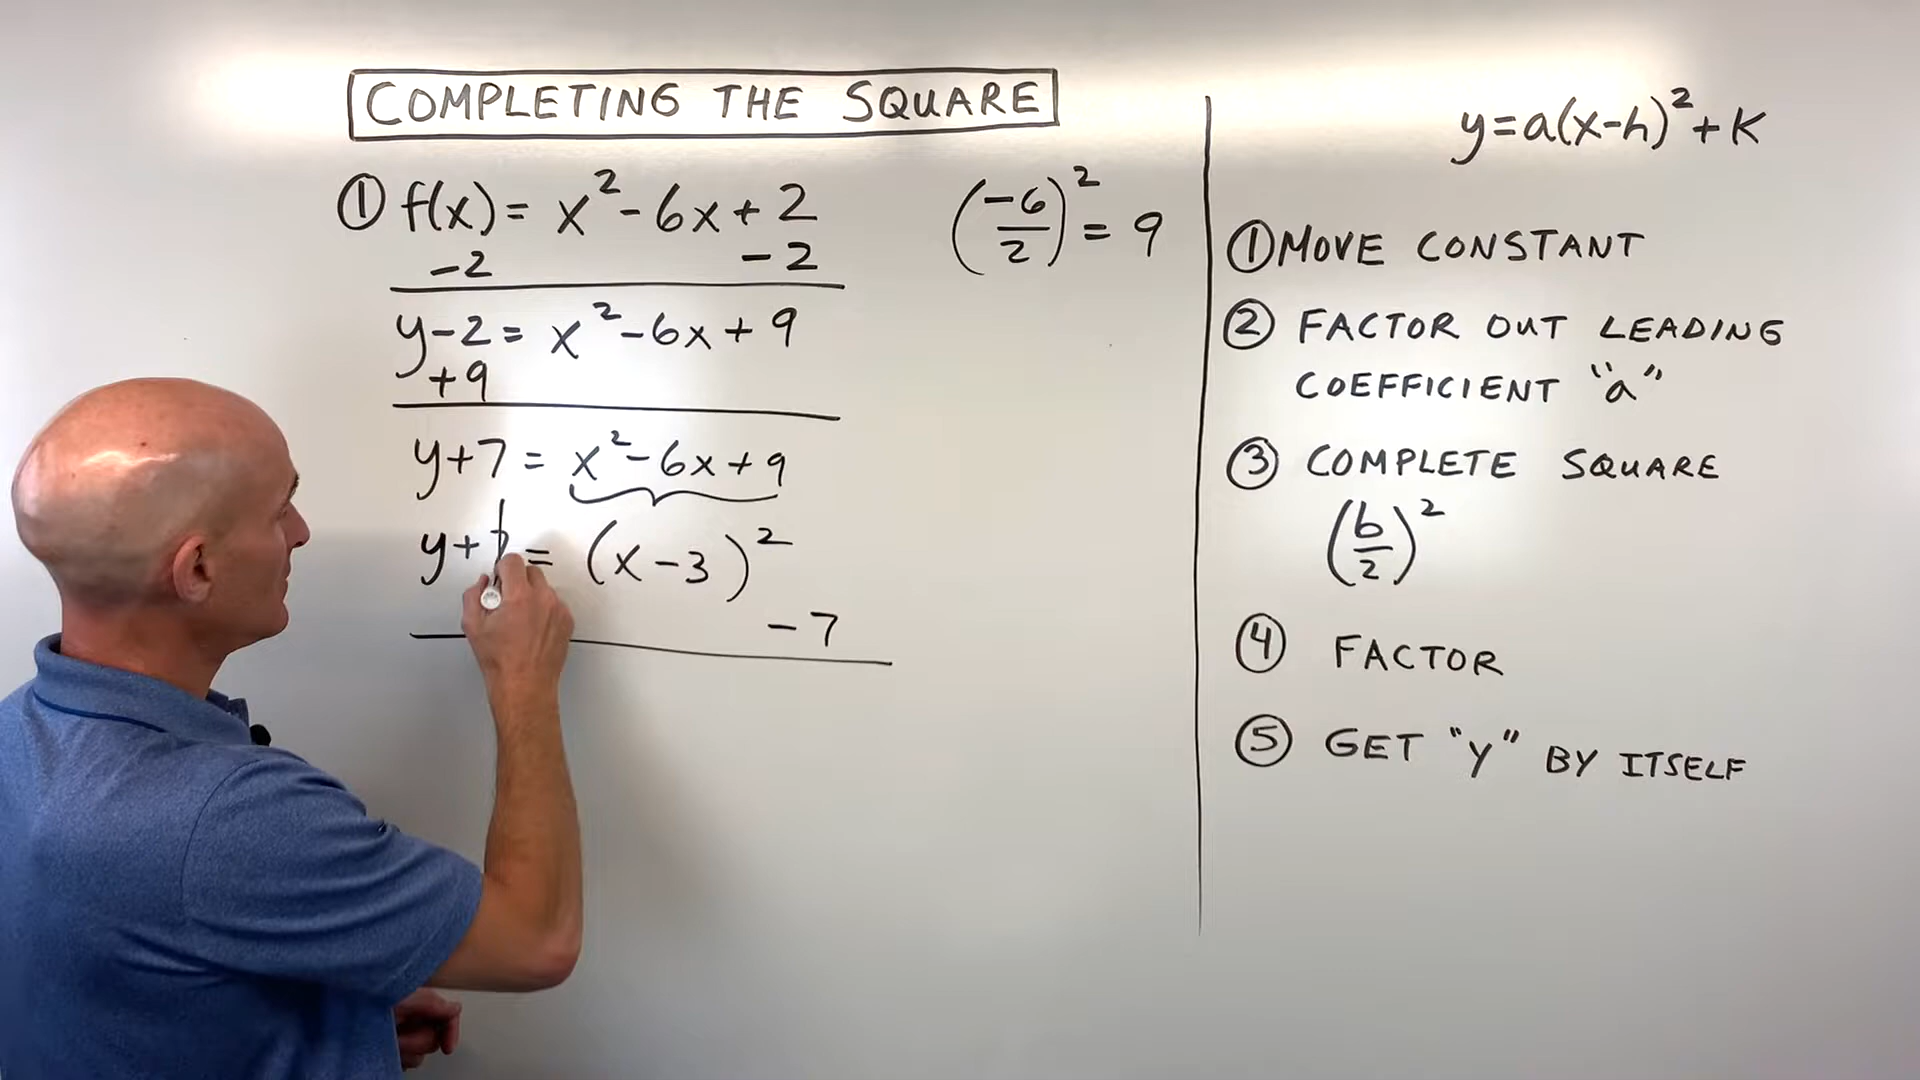 COMPLETING THE SQUARE
① f(x) = x² - 6x + 2
-2 -2
y - 2 = x² - 6x + 9
+9
y + 7 = x² - 6x + 9
y + 7 = (x - 3)²
-7
(-6/2)² = 9
y = a(x-h)² + k
① MOVE CONSTANT
② FACTOR OUT LEADING
COEFFICIENT "a"
③ COMPLETE SQUARE
(b/2)²
④ FACTOR
⑤ GET "y" BY ITSELF